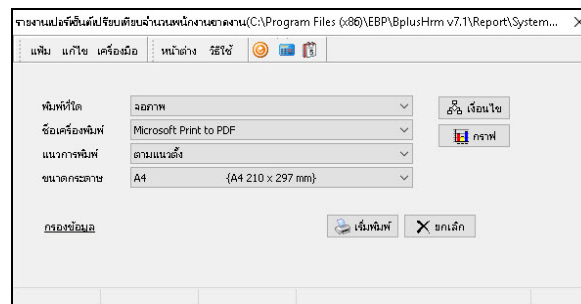 รายงานเปอร์เซ็นต์เปรียบเทียบจำนวนพนักงานขาดงาน(C:\Program Files (x86)\EBP\BplusHrm v7.1\Report\System...
แฟ้ม แก้ไข เครื่องมือ หน้าต่าง วิธีใช้
พิมพ์ที่ใด จอภาพ เงื่อนไข
ชื่อเครื่องพิมพ์ Microsoft Print to PDF กราฟ
แนวการพิมพ์ ตามแนวตั้ง
ขนาดกระดาษ A4 {A4 210 x 297 mm}
กรองข้อมูล เริ่มพิมพ์ ยกเลิก